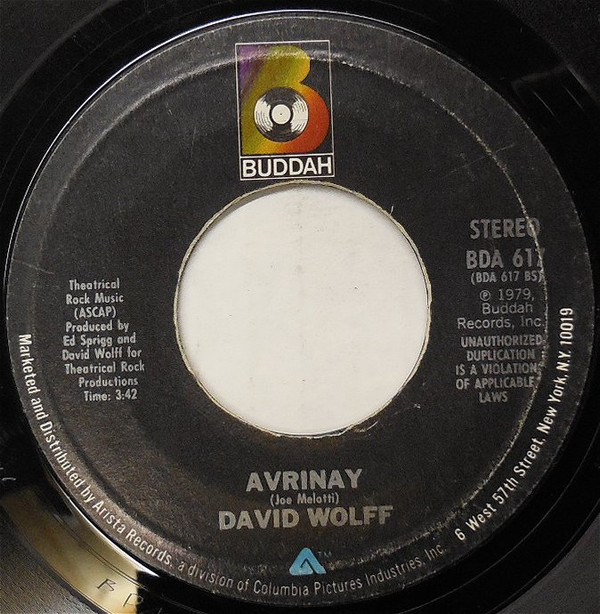 BUDDAH
STEREO
BDA 617
(BDA 617 BS)
℗ 1979,
Buddah
Records, Inc.
UNAUTHORIZED
DUPLICATION
IS A VIOLATION
OF APPLICABLE
LAWS
Theatrical
Rock Music
(ASCAP)
Produced by
Ed Sprigg and
David Wolff for
Theatrical Rock
Productions
Time: 3:42
AVRINAY
(Joe Melotti)
DAVID WOLFF
Marketed and Distributed by Arista Records, a division of Columbia Pictures Industries, Inc. 6 West 57th Street, New York, N.Y. 10019